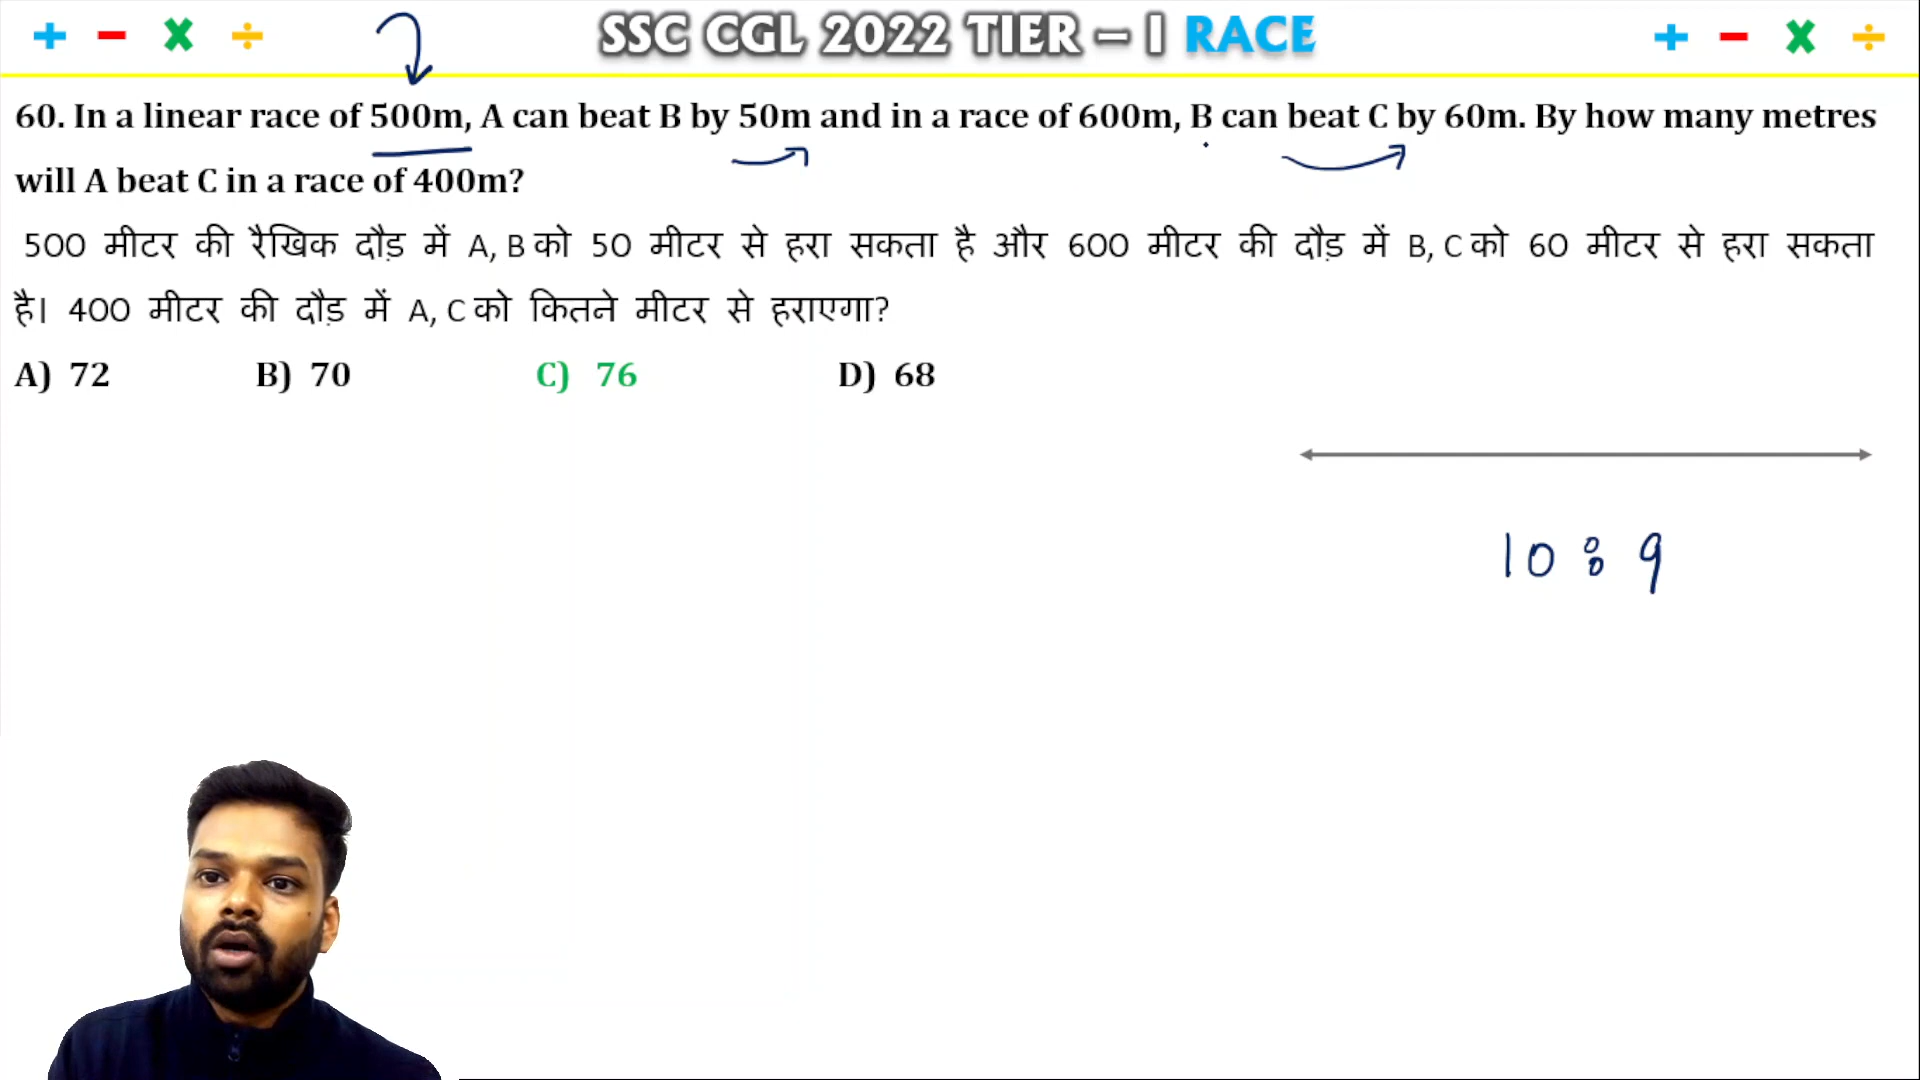 + − × ÷ SSC CGL 2022 TIER – I RACE + − × ÷
60. In a linear race of 500m, A can beat B by 50m and in a race of 600m, B can beat C by 60m. By how many metres
will A beat C in a race of 400m?
500 मीटर की रैखिक दौड़ में A, B को 50 मीटर से हरा सकता है और 600 मीटर की दौड़ में B, C को 60 मीटर से हरा सकता
है। 400 मीटर की दौड़ में A, C को कितने मीटर से हराएगा?
A) 72 B) 70 C) 76 D) 68
10 : 9